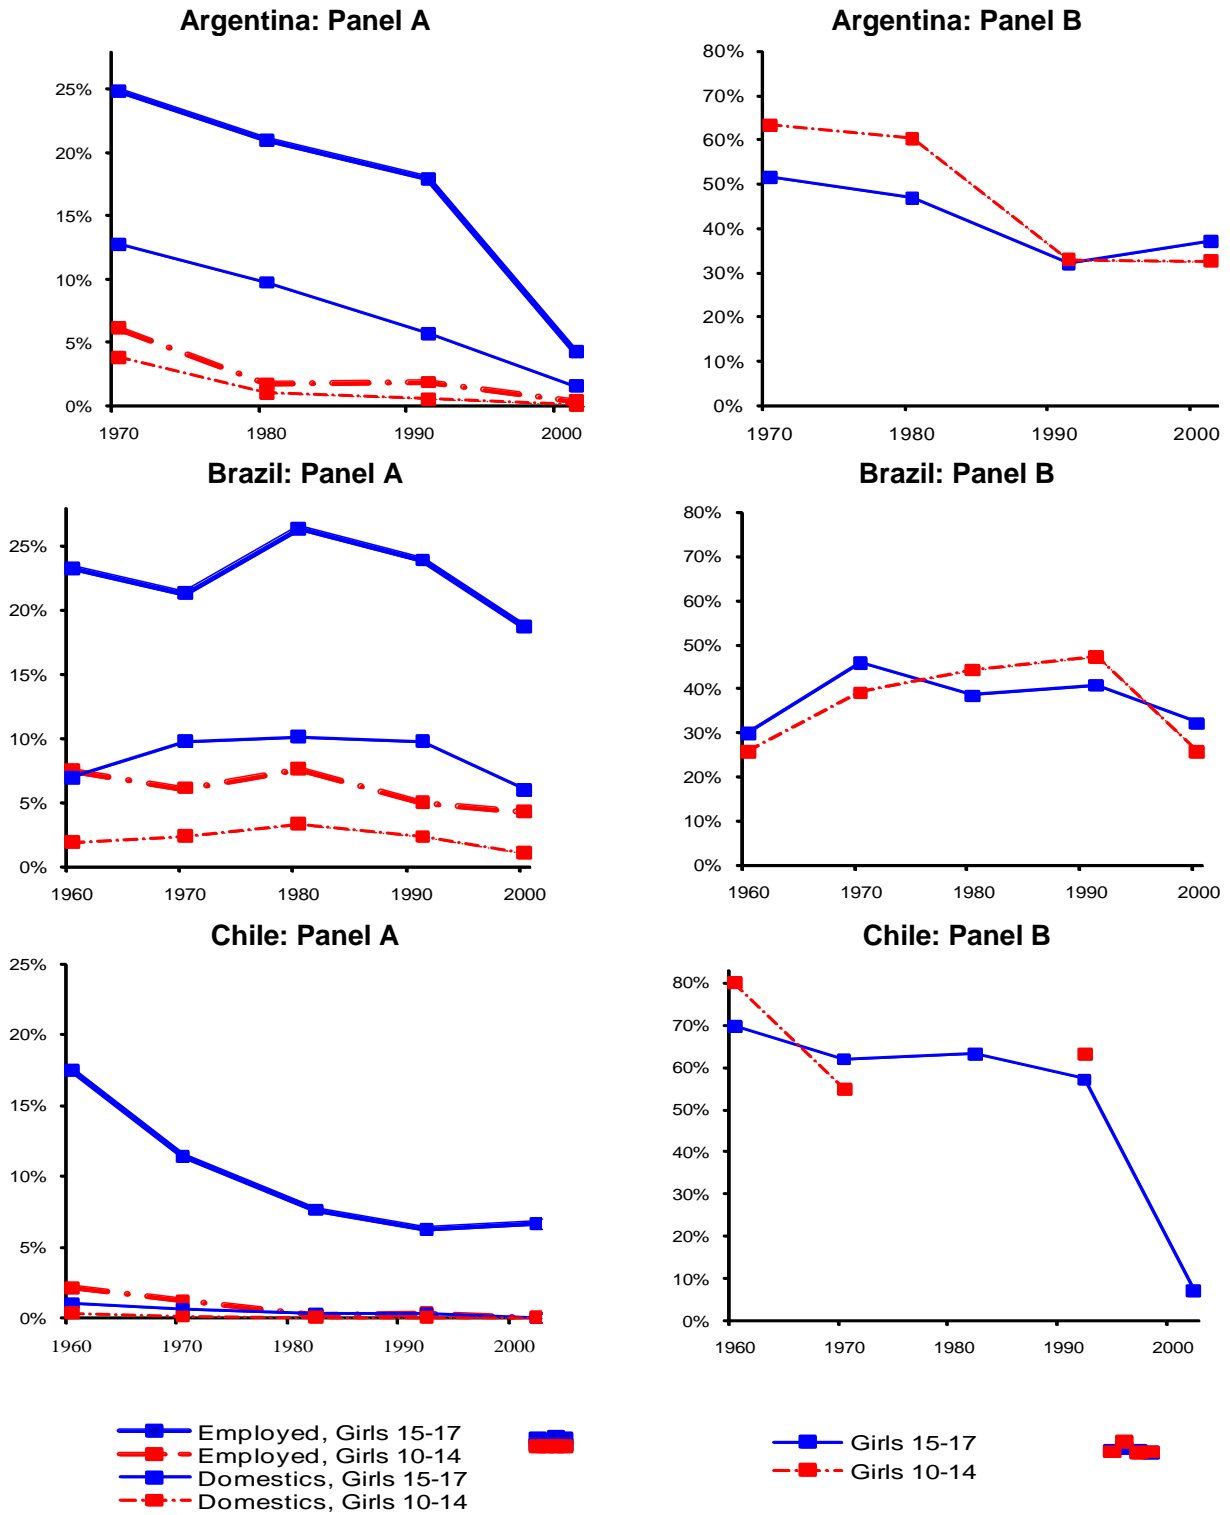 Argentina: Panel A
25%
20%
15%
10%
5%
0%
1970 1980 1990 2000
Argentina: Panel B
80%
70%
60%
50%
40%
30%
20%
10%
0%
1970 1980 1990 2000
Brazil: Panel A
25%
20%
15%
10%
5%
0%
1960 1970 1980 1990 2000
Brazil: Panel B
80%
70%
60%
50%
40%
30%
20%
10%
0%
1960 1970 1980 1990 2000
Chile: Panel A
25%
20%
15%
10%
5%
0%
1960 1970 1980 1990 2000
Chile: Panel B
80%
70%
60%
50%
40%
30%
20%
10%
0%
1960 1970 1980 1990 2000
Employed, Girls 15-17
Employed, Girls 10-14
Domestics, Girls 15-17
Domestics, Girls 10-14
Girls 15-17
Girls 10-14